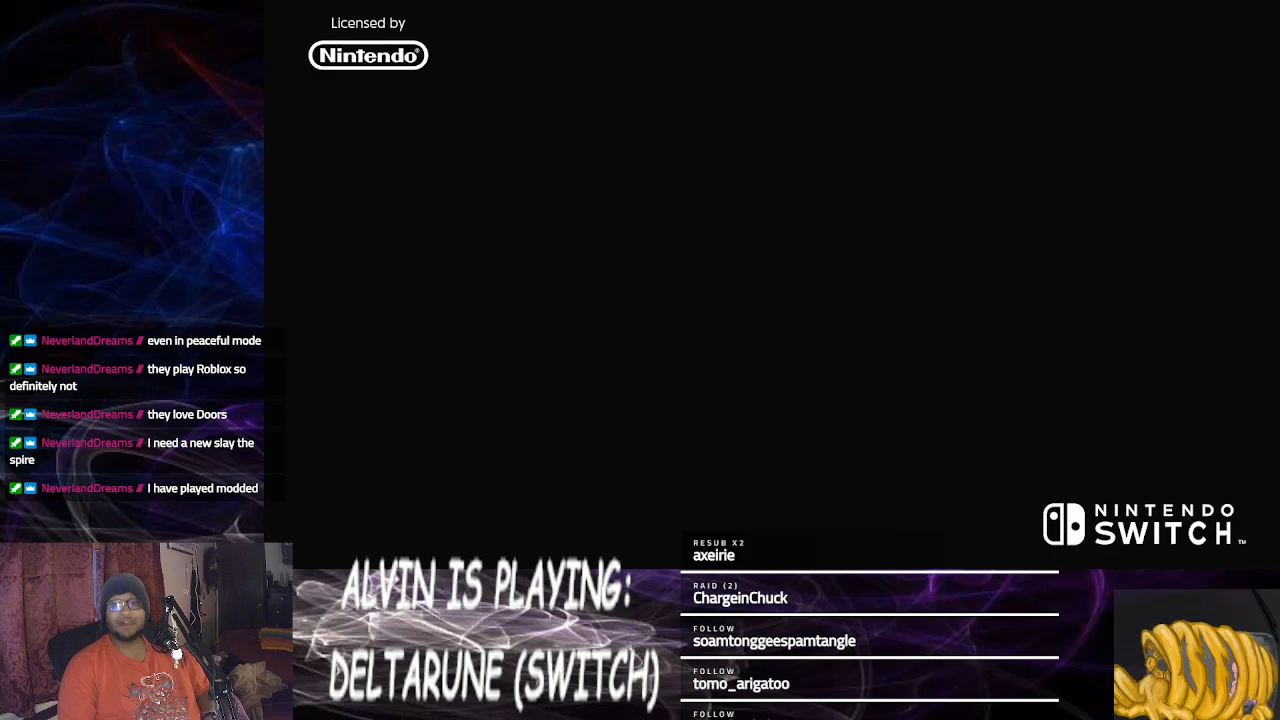 Licensed by
Nintendo®
NeverlandDreams // even in peaceful mode
NeverlandDreams // they play Roblox so
definitely not
NeverlandDreams // they love Doors
NeverlandDreams // I need a new slay the
spire
NeverlandDreams // I have played modded
NINTENDO
SWITCH™
ALVIN IS PLAYING:
DELTARUNE (SWITCH)
RESUB X2
axeirie
RAID (2)
ChargeinChuck
FOLLOW
soamtonggeespamtangle
FOLLOW
tomo_arigatoo
FOLLOW